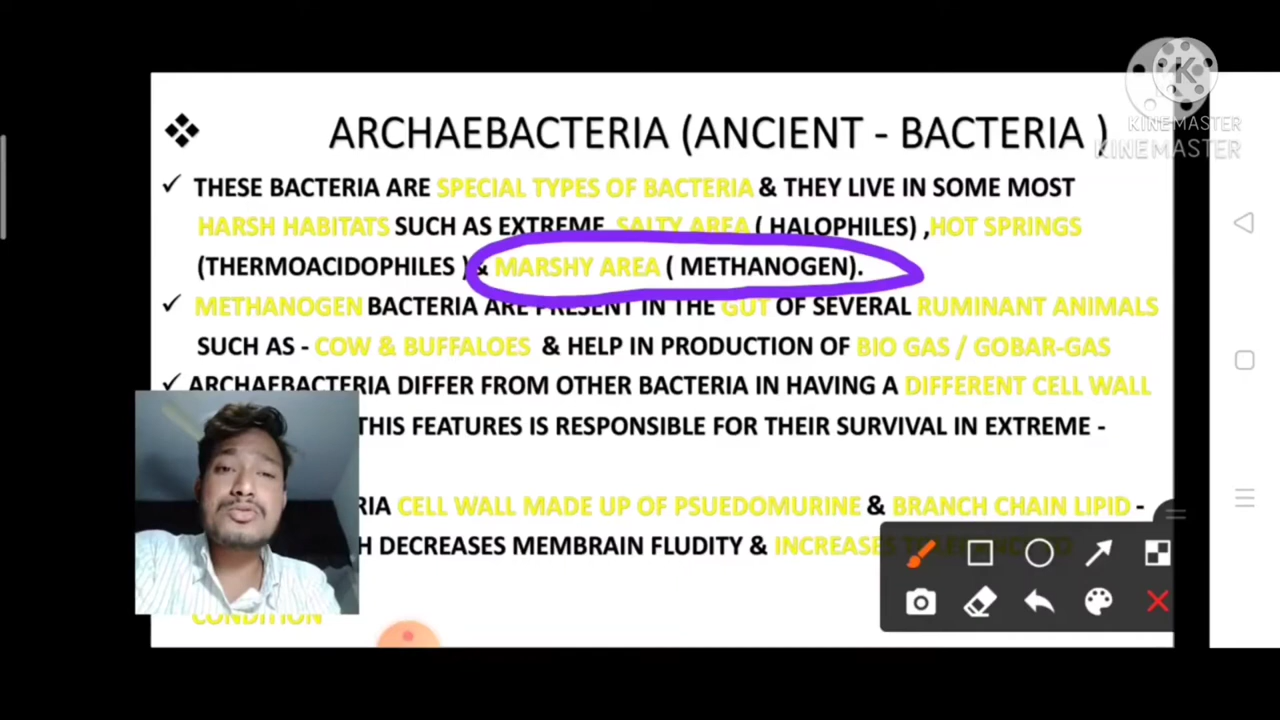 KINEMASTER
KINEMASTER
ARCHAEBACTERIA (ANCIENT - BACTERIA )
THESE BACTERIA ARE SPECIAL TYPES OF BACTERIA & THEY LIVE IN SOME MOST
HARSH HABITATS SUCH AS EXTREME SALTY AREA ( HALOPHILES) ,HOT SPRINGS
(THERMOACIDOPHILES ) & MARSHY AREA ( METHANOGEN).
METHANOGEN BACTERIA ARE PRESENT IN THE GUT OF SEVERAL RUMINANT ANIMALS
SUCH AS - COW & BUFFALOES & HELP IN PRODUCTION OF BIO GAS / GOBAR-GAS
ARCHAEBACTERIA DIFFER FROM OTHER BACTERIA IN HAVING A DIFFERENT CELL WALL
THIS FEATURES IS RESPONSIBLE FOR THEIR SURVIVAL IN EXTREME -
RIA CELL WALL MADE UP OF PSUEDOMURINE & BRANCH CHAIN LIPID -
H DECREASES MEMBRAIN FLUDITY & INCREASES
CONDITION